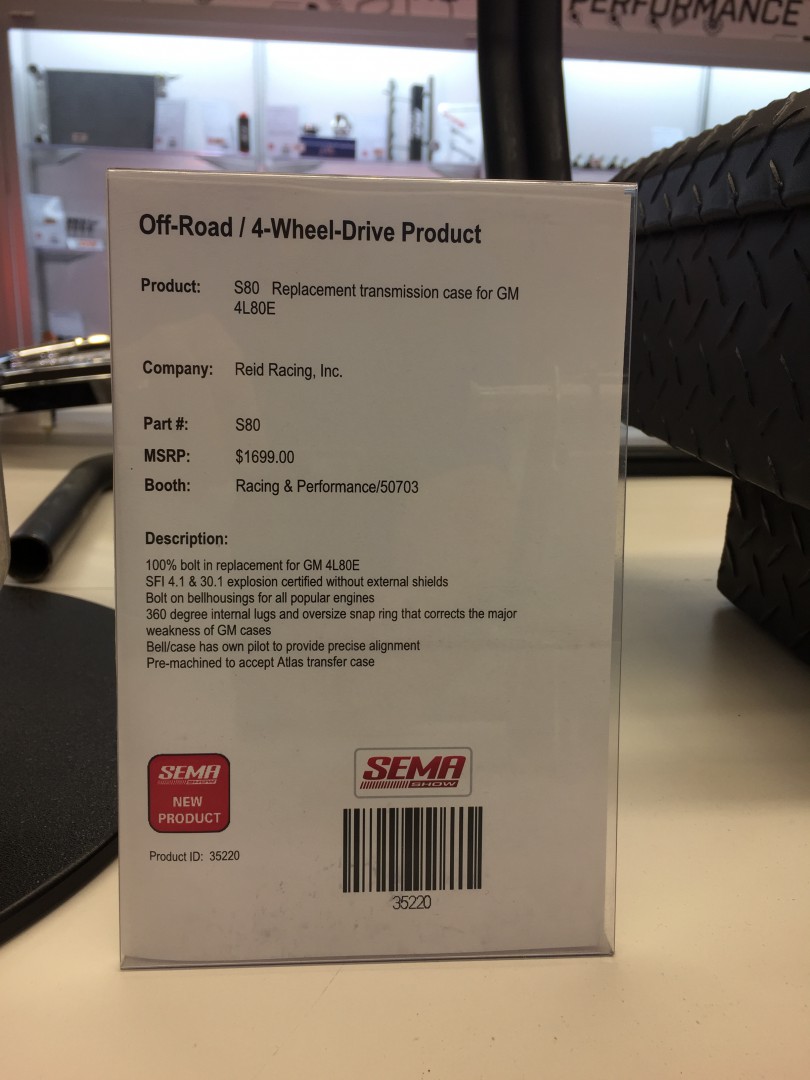 PERFORMANCE
Off-Road / 4-Wheel-Drive Product
Product: S80 Replacement transmission case for GM
4L80E
Company: Reid Racing, Inc.
Part #: S80
MSRP: $1699.00
Booth: Racing & Performance/50703
Description:
100% bolt in replacement for GM 4L80E
SFI 4.1 & 30.1 explosion certified without external shields
Bolt on bellhousings for all popular engines
360 degree internal lugs and oversize snap ring that corrects the major
weakness of GM cases
Bell/case has own pilot to provide precise alignment
Pre-machined to accept Atlas transfer case
SEMA
SHOW
NEW
PRODUCT
Product ID: 35220
SEMA
SHOW
35220